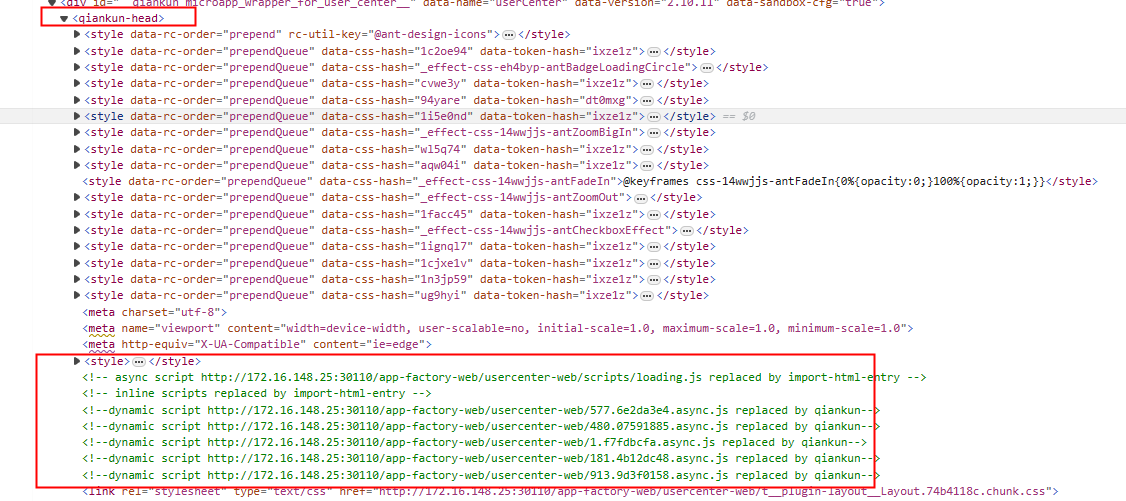 <div id="__qiankun_microapp_wrapper_for_user_center__" data-name="userCenter" data-version="2.10.11" data-sandbox-cfg="true">
▼<qiankun-head>
▶<style data-rc-order="prepend" rc-util-key="@ant-design-icons">…</style>
▶<style data-rc-order="prependQueue" data-css-hash="1c2oe94" data-token-hash="ixze1z">…</style>
▶<style data-rc-order="prependQueue" data-css-hash="_effect-css-eh4byp-antBadgeLoadingCircle">…</style>
▶<style data-rc-order="prependQueue" data-css-hash="cvwe3y" data-token-hash="ixze1z">…</style>
▶<style data-rc-order="prependQueue" data-css-hash="94yare" data-token-hash="dt0mxg">…</style>
▶<style data-rc-order="prependQueue" data-css-hash="1i5e0nd" data-token-hash="ixze1z">…</style> == $0
▶<style data-rc-order="prependQueue" data-css-hash="_effect-css-14wwjjs-antZoomBigIn">…</style>
▶<style data-rc-order="prependQueue" data-css-hash="wl5q74" data-token-hash="ixze1z">…</style>
▶<style data-rc-order="prependQueue" data-css-hash="aqw04i" data-token-hash="ixze1z">…</style>
<style data-rc-order="prependQueue" data-css-hash="_effect-css-14wwjjs-antFadeIn">@keyframes css-14wwjjs-antFadeIn{0%{opacity:0;}100%{opacity:1;}}</style>
▶<style data-rc-order="prependQueue" data-css-hash="_effect-css-14wwjjs-antZoomOut">…</style>
▶<style data-rc-order="prependQueue" data-css-hash="1facc45" data-token-hash="ixze1z">…</style>
▶<style data-rc-order="prependQueue" data-css-hash="_effect-css-14wwjjs-antCheckboxEffect">…</style>
▶<style data-rc-order="prependQueue" data-css-hash="1ignql7" data-token-hash="ixze1z">…</style>
▶<style data-rc-order="prependQueue" data-css-hash="1cjxe1v" data-token-hash="ixze1z">…</style>
▶<style data-rc-order="prependQueue" data-css-hash="1n3jp59" data-token-hash="ixze1z">…</style>
▶<style data-rc-order="prependQueue" data-css-hash="ug9hyi" data-token-hash="ixze1z">…</style>
<meta charset="utf-8">
<meta name="viewport" content="width=device-width, user-scalable=no, initial-scale=1.0, maximum-scale=1.0, minimum-scale=1.0">
<meta http-equiv="X-UA-Compatible" content="ie=edge">
▶<style>…</style>
<!-- async script http://172.16.148.25:30110/app-factory-web/usercenter-web/scripts/loading.js replaced by import-html-entry -->
<!-- inline scripts replaced by import-html-entry -->
<!--dynamic script http://172.16.148.25:30110/app-factory-web/usercenter-web/577.6e2da3e4.async.js replaced by qiankun-->
<!--dynamic script http://172.16.148.25:30110/app-factory-web/usercenter-web/480.07591885.async.js replaced by qiankun-->
<!--dynamic script http://172.16.148.25:30110/app-factory-web/usercenter-web/1.f7fdbcfa.async.js replaced by qiankun-->
<!--dynamic script http://172.16.148.25:30110/app-factory-web/usercenter-web/181.4b12dc48.async.js replaced by qiankun-->
<!--dynamic script http://172.16.148.25:30110/app-factory-web/usercenter-web/913.9d3f0158.async.js replaced by qiankun-->
<link rel="stylesheet" type="text/css" href="http://172.16.148.25:30110/app-factory-web/usercenter-web/t__plugin-layout__Layout.74b4118c.chunk.css">